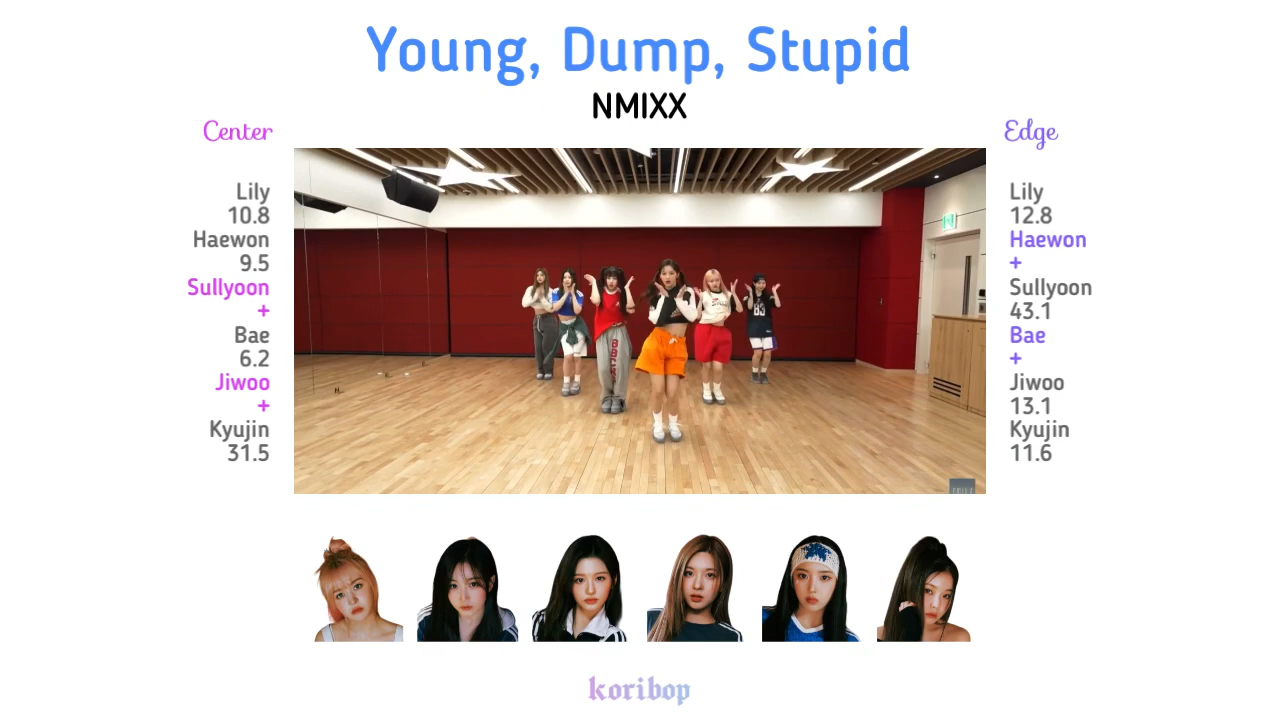 Young, Dump, Stupid
NMIXX
Center
Lily
10.8
Haewon
9.5
Sullyoon
+
Bae
6.2
Jiwoo
+
Kyujin
31.5
Edge
Lily
12.8
Haewon
+
Sullyoon
43.1
Bae
+
Jiwoo
13.1
Kyujin
11.6
83
koribop